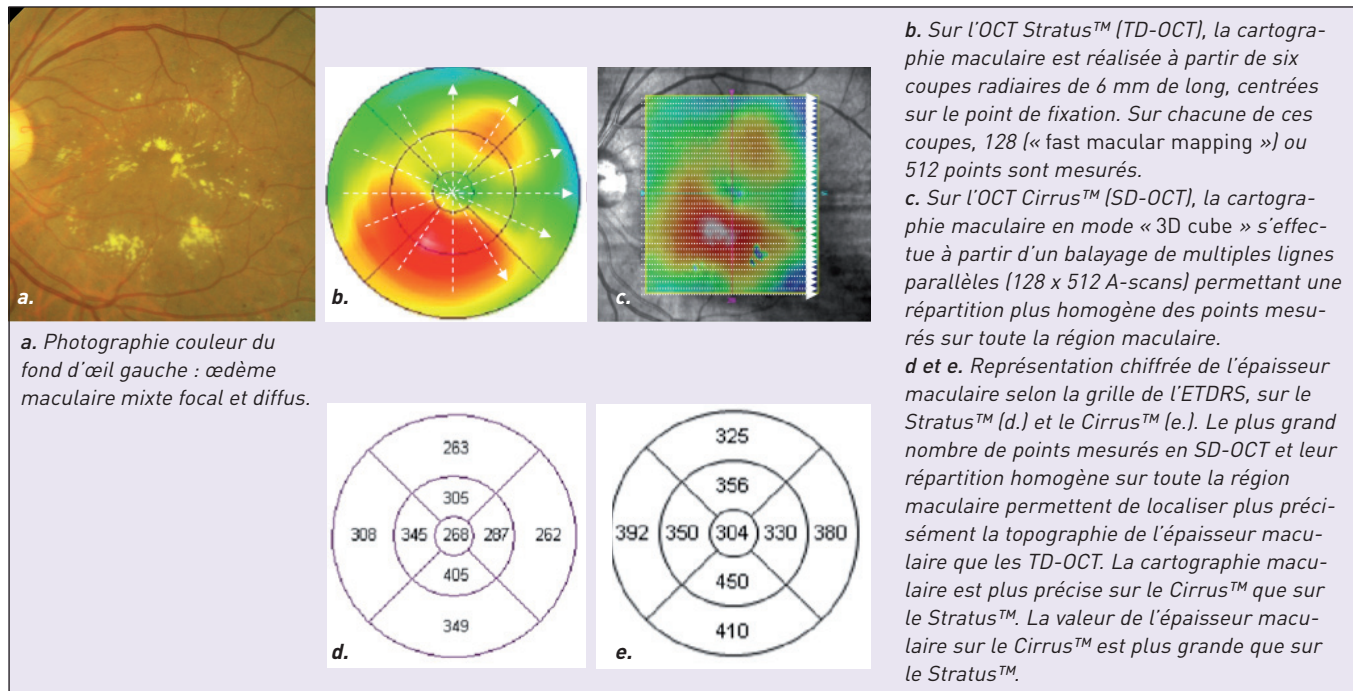 a.
b.
c.
a. Photographie couleur du
fond d’œil gauche : œdème
maculaire mixte focal et diffus.
263
305
308 345 268 287 262
405
349
d.
325
356
392 350 304 330 380
450
410
e.
b. Sur l’OCT Stratus™ (TD-OCT), la cartogra-
phie maculaire est réalisée à partir de six
coupes radiaires de 6 mm de long, centrées
sur le point de fixation. Sur chacune de ces
coupes, 128 (« fast macular mapping ») ou
512 points sont mesurés.
c. Sur l’OCT Cirrus™ (SD-OCT), la cartogra-
phie maculaire en mode « 3D cube » s’effec-
tue à partir d’un balayage de multiples lignes
parallèles (128 x 512 A-scans) permettant une
répartition plus homogène des points mesu-
rés sur toute la région maculaire.
d et e. Représentation chiffrée de l’épaisseur
maculaire selon la grille de l’ETDRS, sur le
Stratus™ (d.) et le Cirrus™ (e.). Le plus grand
nombre de points mesurés en SD-OCT et leur
répartition homogène sur toute la région
maculaire permettent de localiser plus préci-
sément la topographie de l’épaisseur macu-
laire que les TD-OCT. La cartographie macu-
laire est plus précise sur le Cirrus™ que sur
le Stratus™. La valeur de l’épaisseur macu-
laire sur le Cirrus™ est plus grande que sur
le Stratus™.